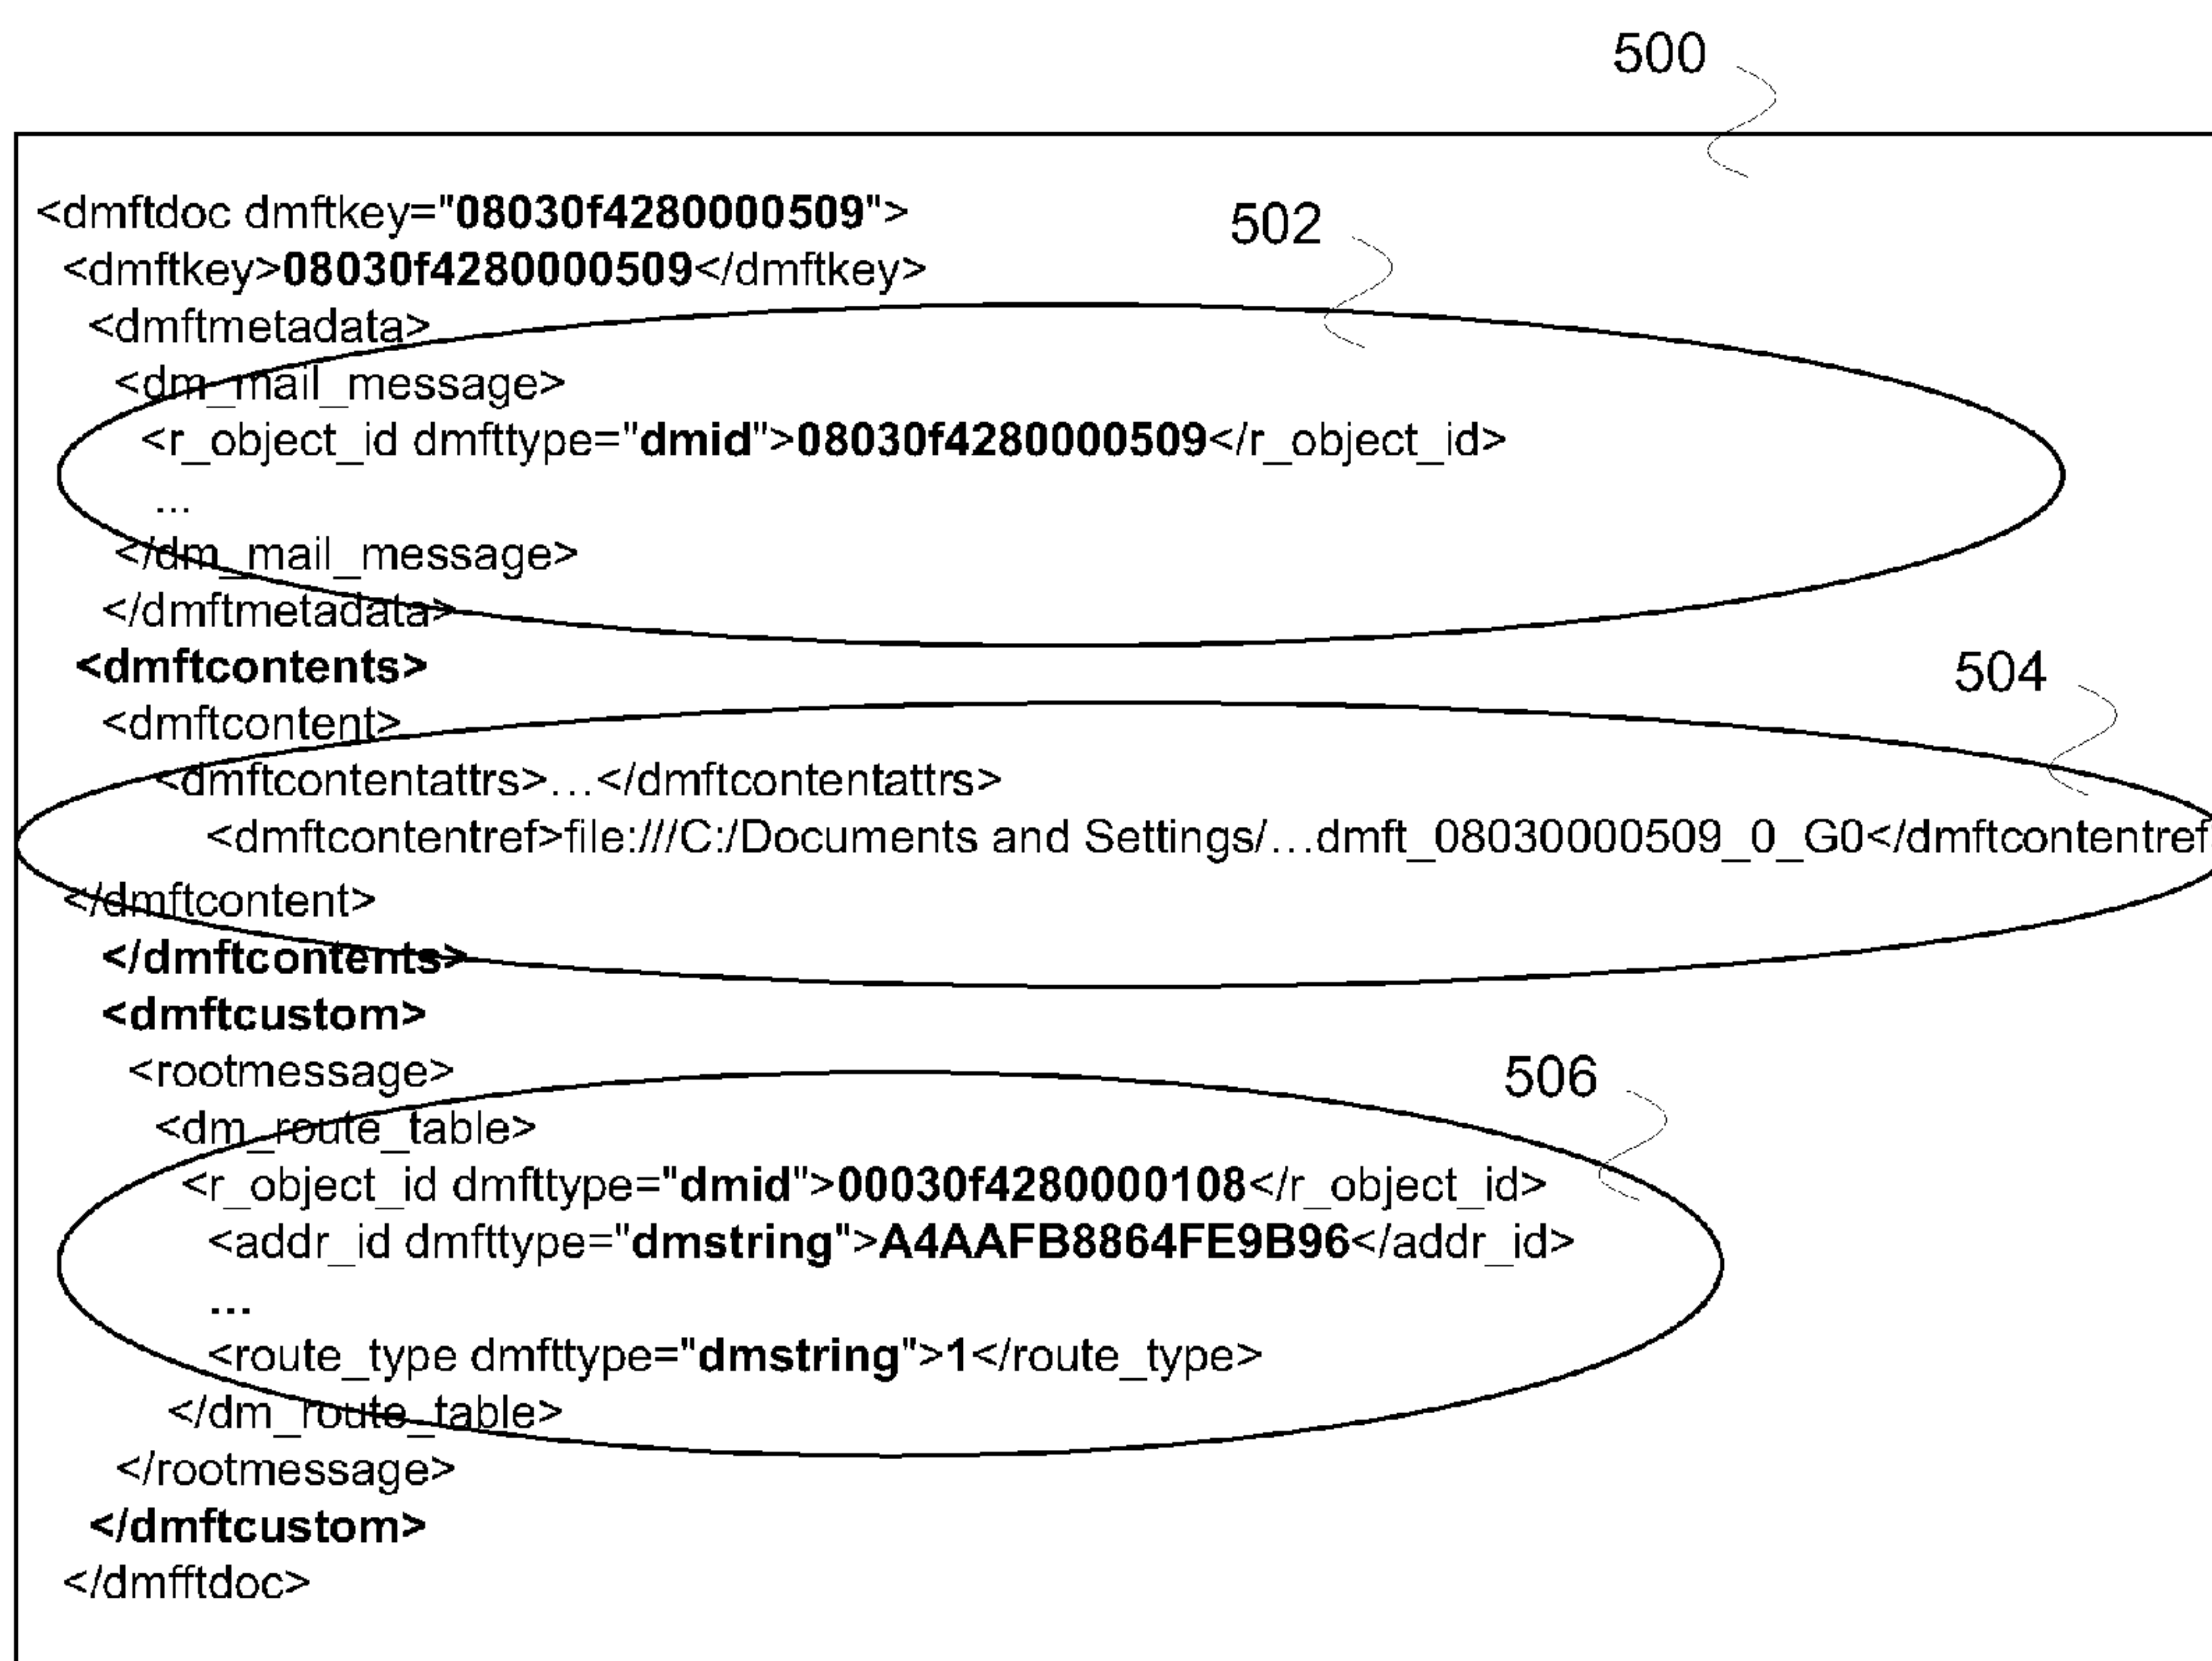 500
<dmftdoc dmftkey="08030f4280000509">
502
<dmftkey>08030f4280000509</dmftkey>
<dmftmetadata>
<dm_mail_message>
<r_object_id dmfttype="dmid">08030f4280000509</r_object_id>
...
</dm_mail_message>
</dmftmetadata>
<dmftcontents>
504
<dmftcontent>
<dmftcontentattrs>...</dmftcontentattrs>
<dmftcontentref>file:///C:/Documents and Settings/...dmft_08030000509_0_G0</dmftcontentref
</dmftcontent>
</dmftcontents>
<dmftcustom>
<rootmessage>
506
<dm_route_table>
<r_object_id dmfttype="dmid">00030f4280000108</r_object_id>
<addr_id dmfttype="dmstring">A4AAFB8864FE9B96</addr_id>
...
<route_type dmfttype="dmstring">1</route_type>
</dm_route_table>
</rootmessage>
</dmftcustom>
</dmfftdoc>